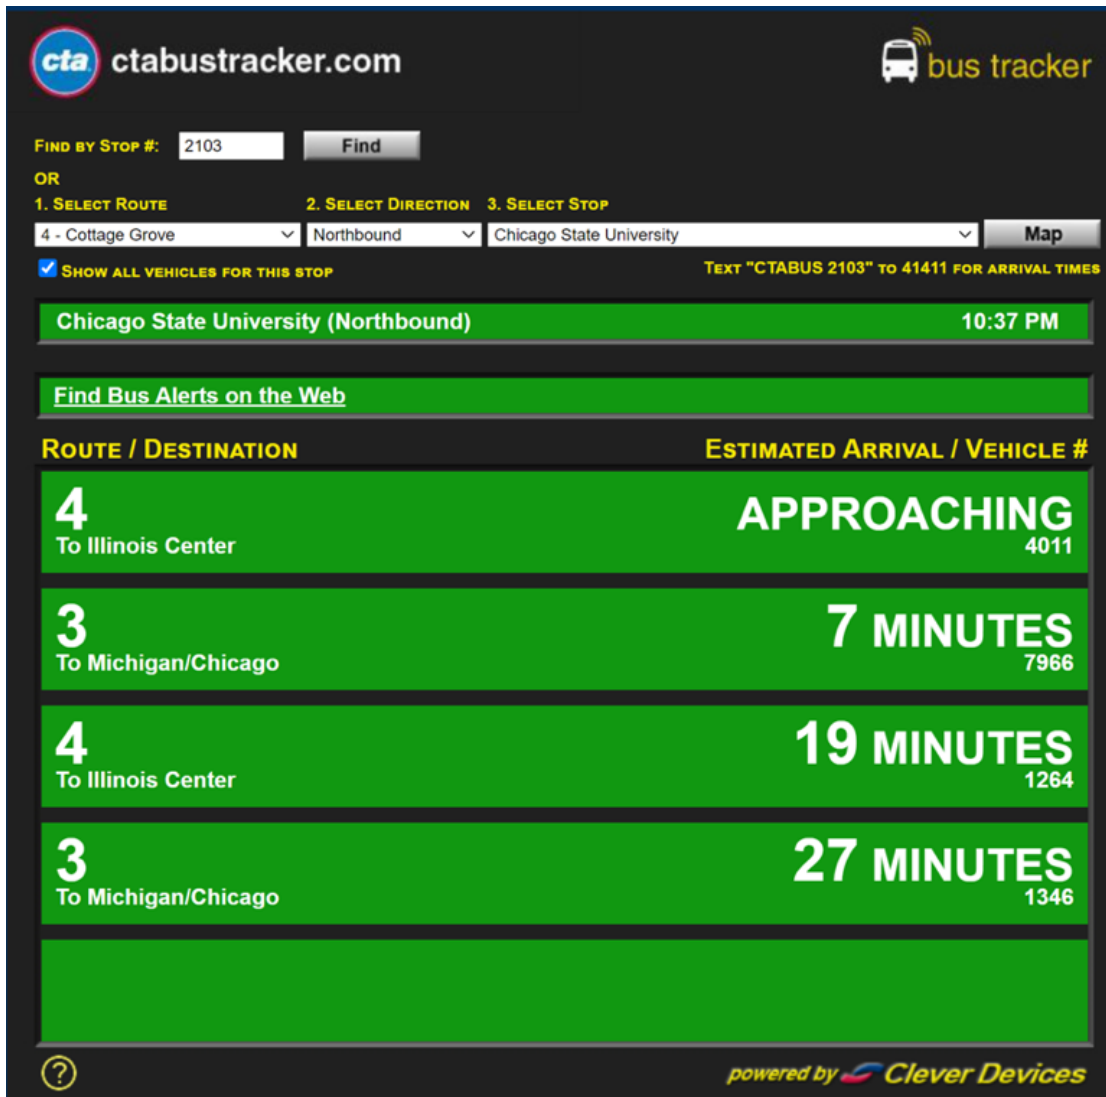 cta ctabustracker.com
bus tracker
FIND BY STOP #: 2103 Find
OR
1. SELECT ROUTE 2. SELECT DIRECTION 3. SELECT STOP
4 - Cottage Grove Northbound Chicago State University Map
SHOW ALL VEHICLES FOR THIS STOP TEXT "CTABUS 2103" TO 41411 FOR ARRIVAL TIMES
Chicago State University (Northbound) 10:37 PM
Find Bus Alerts on the Web
ROUTE / DESTINATION ESTIMATED ARRIVAL / VEHICLE #
4 APPROACHING
To Illinois Center 4011
3 7 MINUTES
To Michigan/Chicago 7966
4 19 MINUTES
To Illinois Center 1264
3 27 MINUTES
To Michigan/Chicago 1346
? powered by Clever Devices